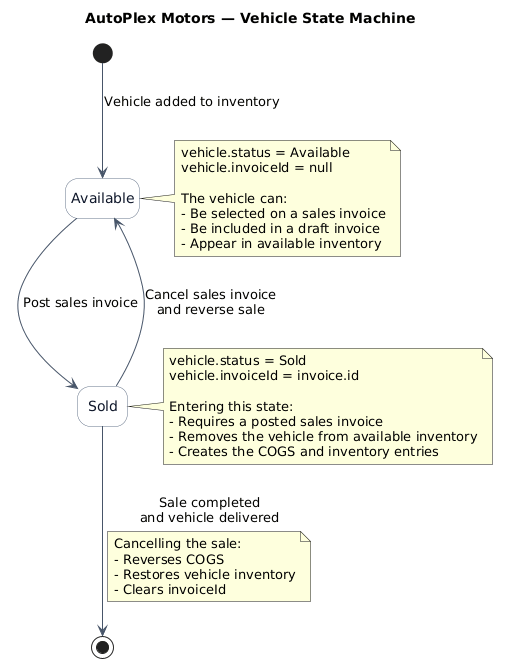 AutoPlex Motors — Vehicle State Machine
Vehicle added to inventory
vehicle.status = Available
vehicle.invoiceId = null
The vehicle can:
- Be selected on a sales invoice
- Be included in a draft invoice
- Appear in available inventory
Available
Post sales invoice
Cancel sales invoice
and reverse sale
vehicle.status = Sold
vehicle.invoiceId = invoice.id
Entering this state:
- Requires a posted sales invoice
- Removes the vehicle from available inventory
- Creates the COGS and inventory entries
Sold
Sale completed
and vehicle delivered
Cancelling the sale:
- Reverses COGS
- Restores vehicle inventory
- Clears invoiceId